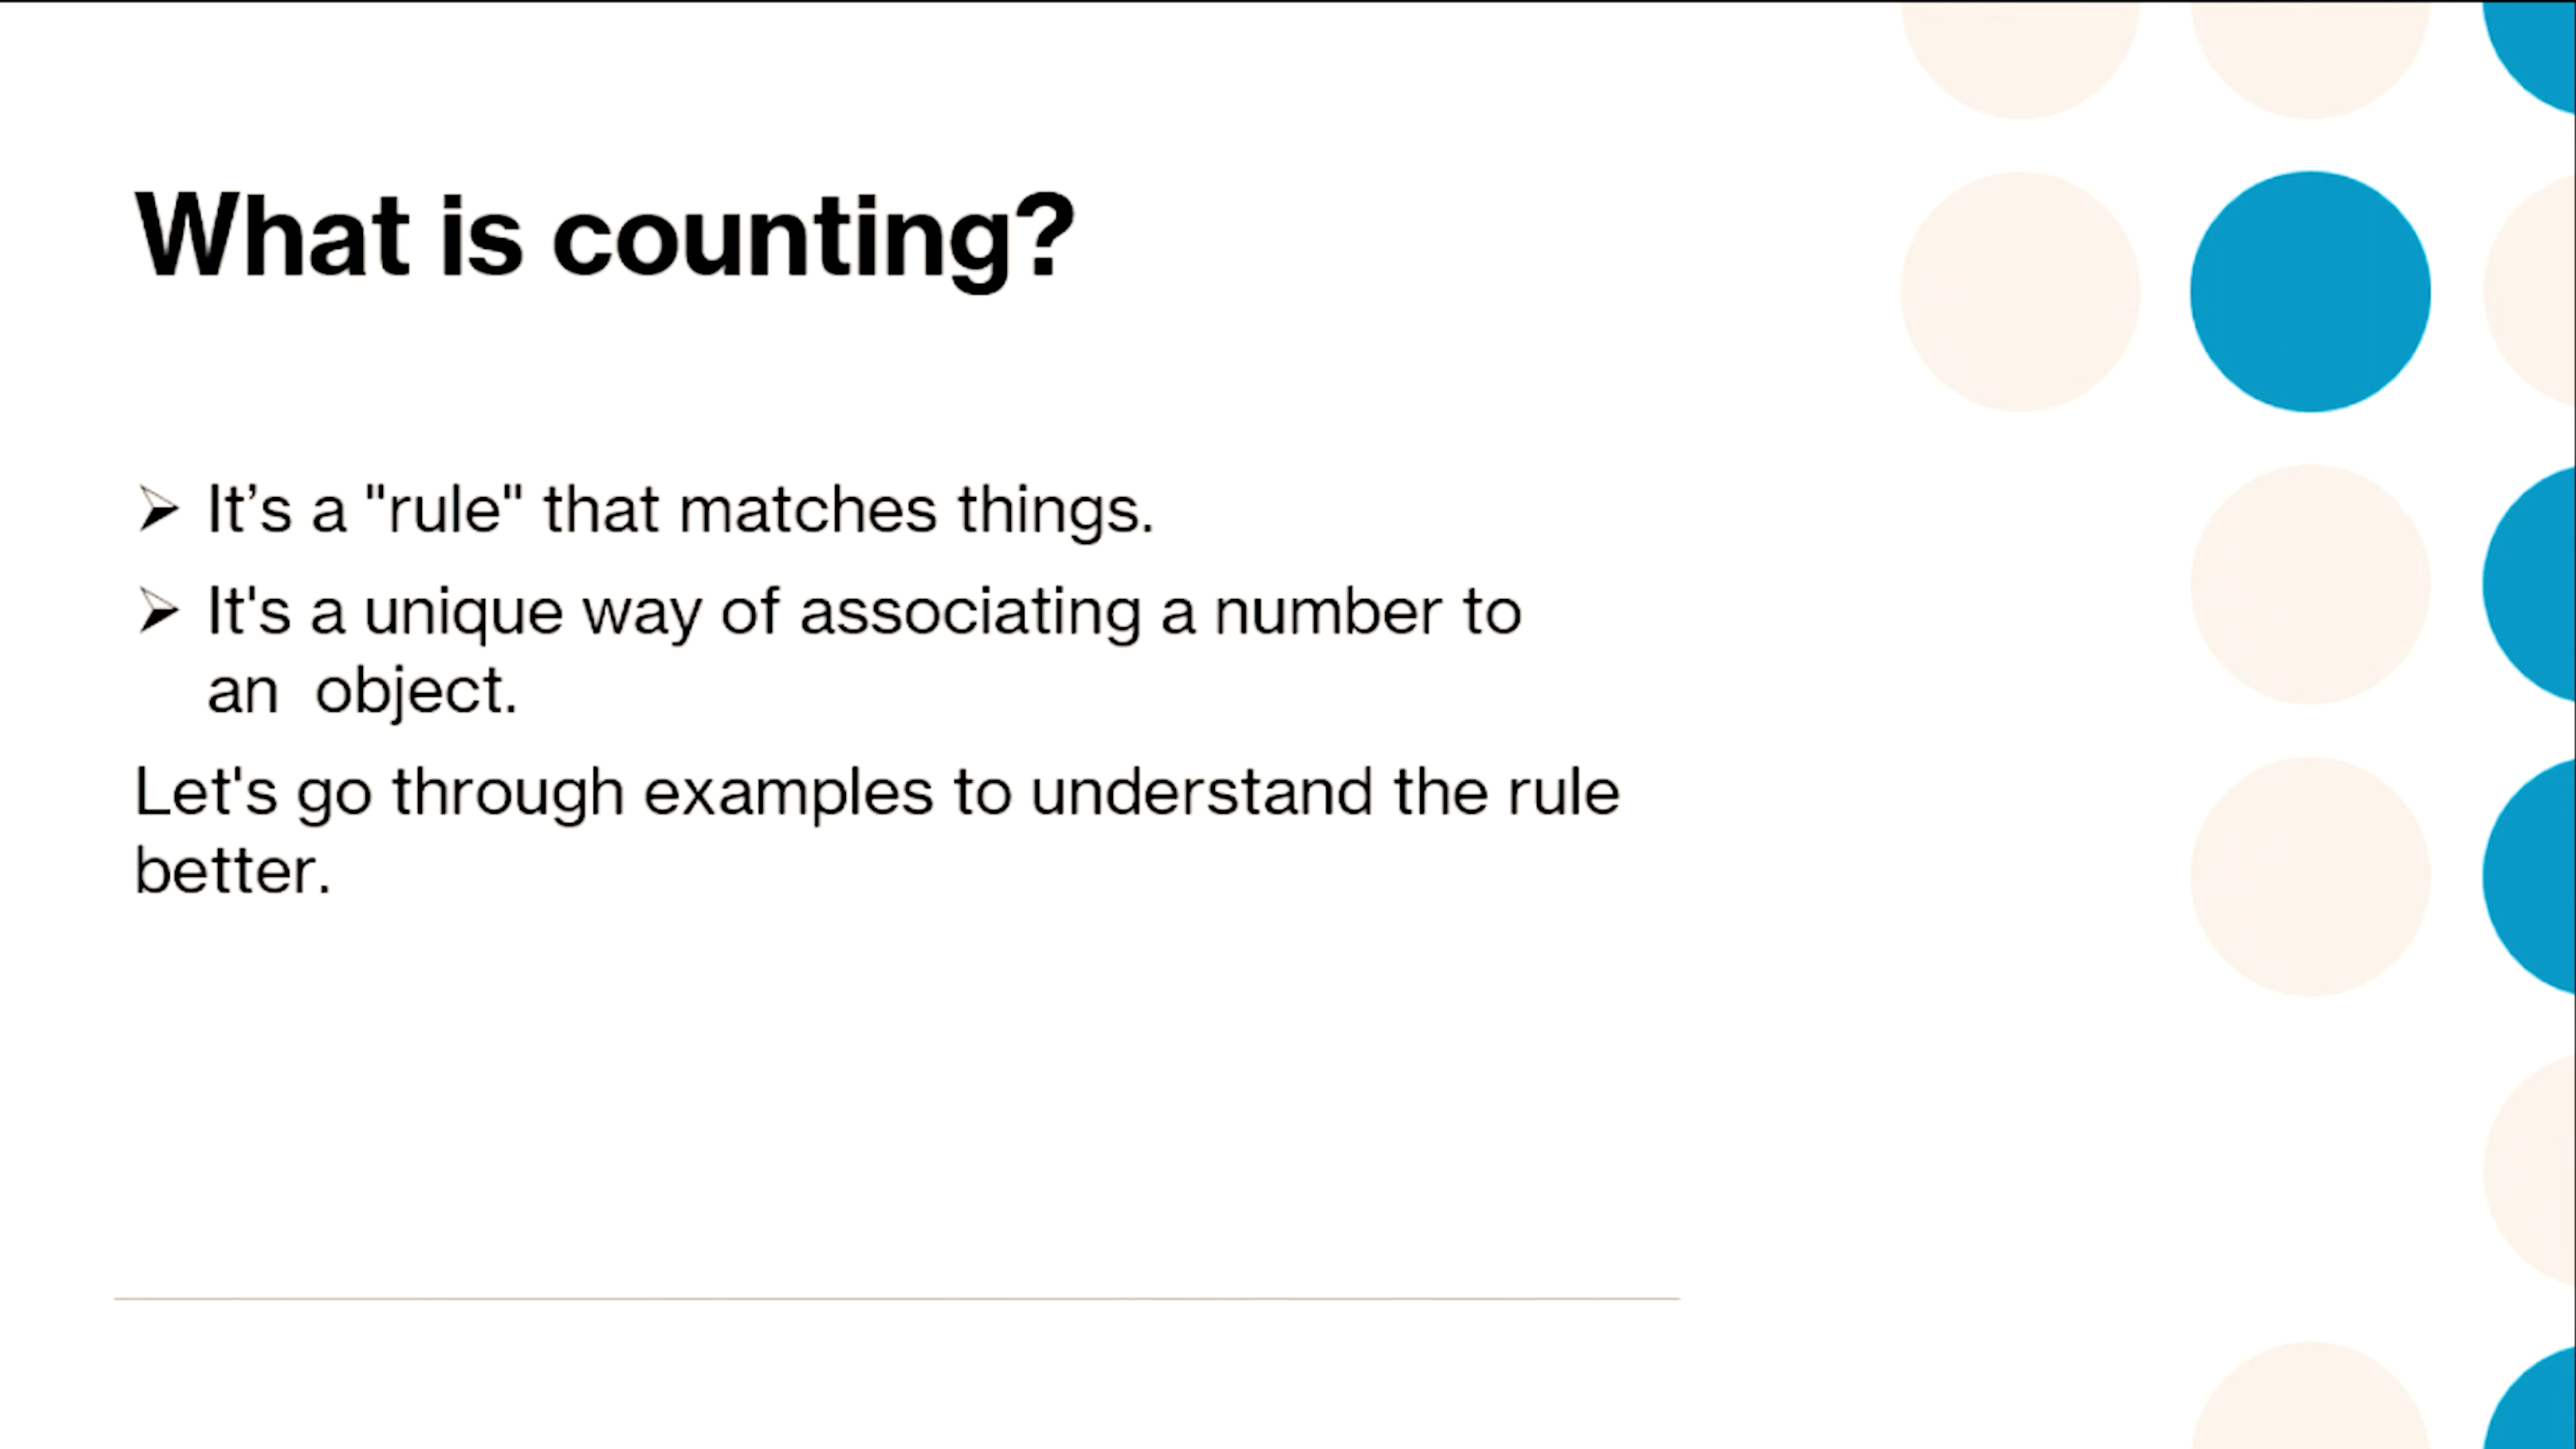 What is counting?
It’s a "rule" that matches things.
It's a unique way of associating a number to
an  object.
Let's go through examples to understand the rule
better.